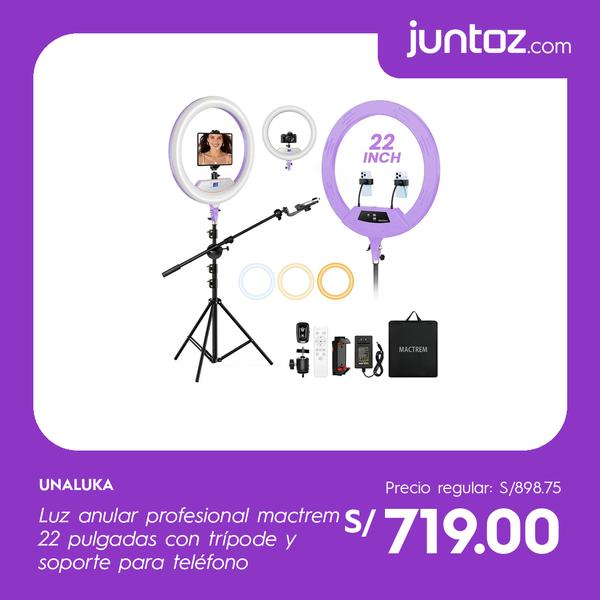 juntoz.com
22
INCH
MACTREM
UNALUKA
Luz anular profesional mactrem
22 pulgadas con trípode y
soporte para teléfono
Precio regular: S/898.75
S/ 719.00